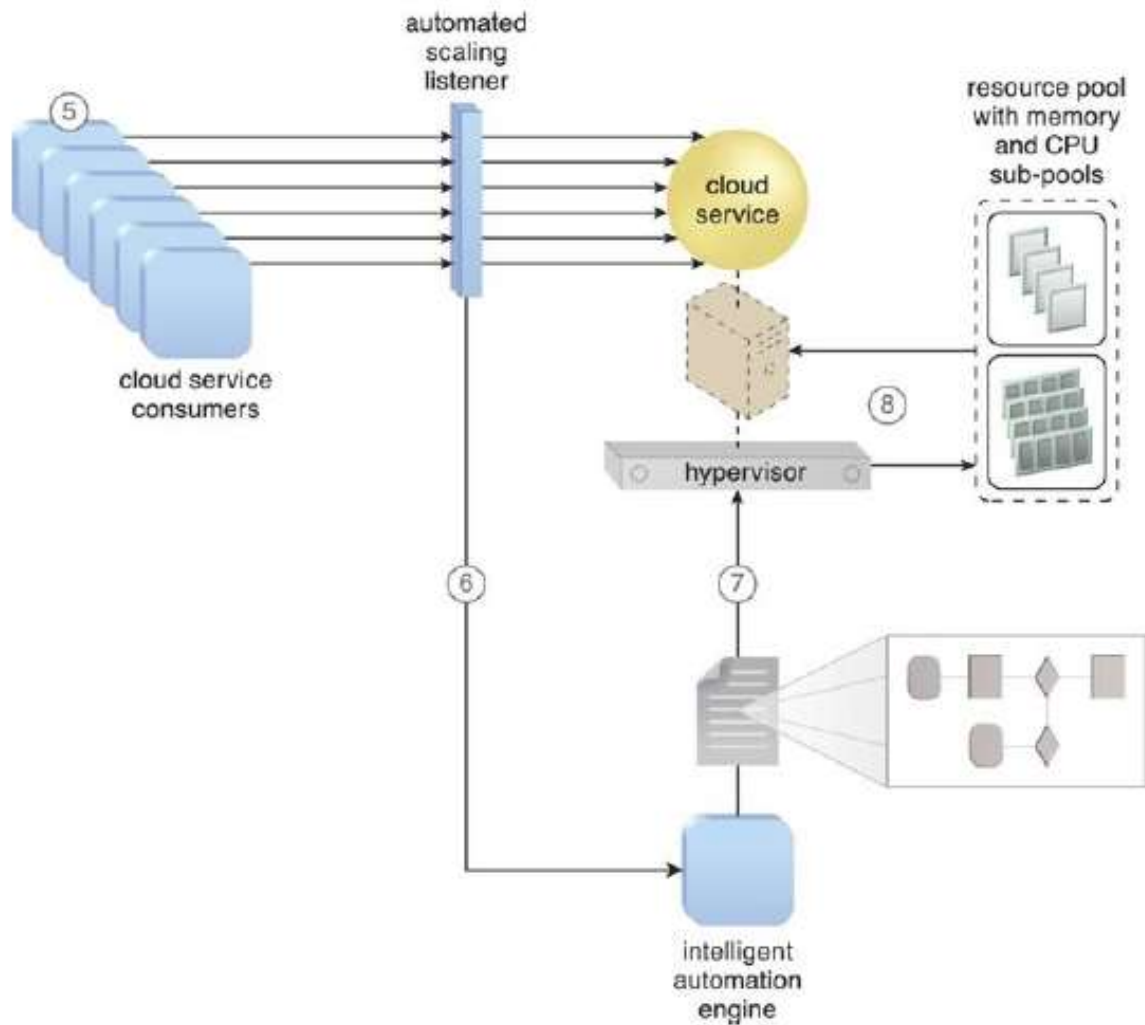 automated
scaling
listener
resource pool
with memory
and CPU
sub-pools
5
cloud
service
cloud service
consumers
8
hypervisor
6
7
intelligent
automation
engine